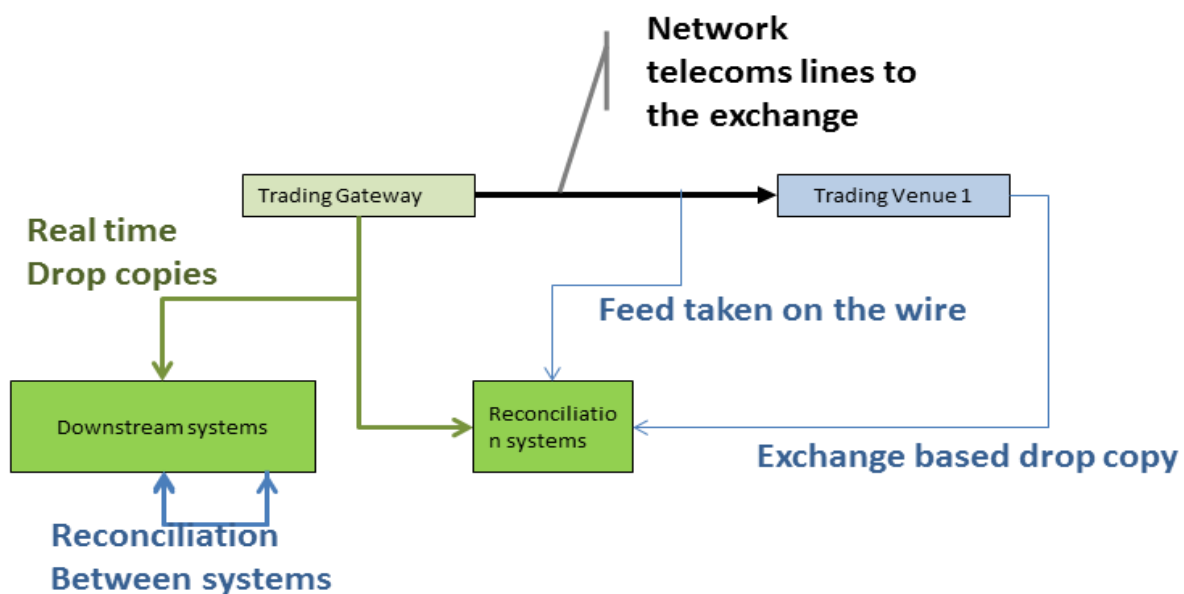 Network
telecoms lines to
the exchange
Trading Gateway
Trading Venue 1
Real time
Drop copies
Feed taken on the wire
Downstream systems
Reconciliatio
n systems
Exchange based drop copy
Reconciliation
Between systems